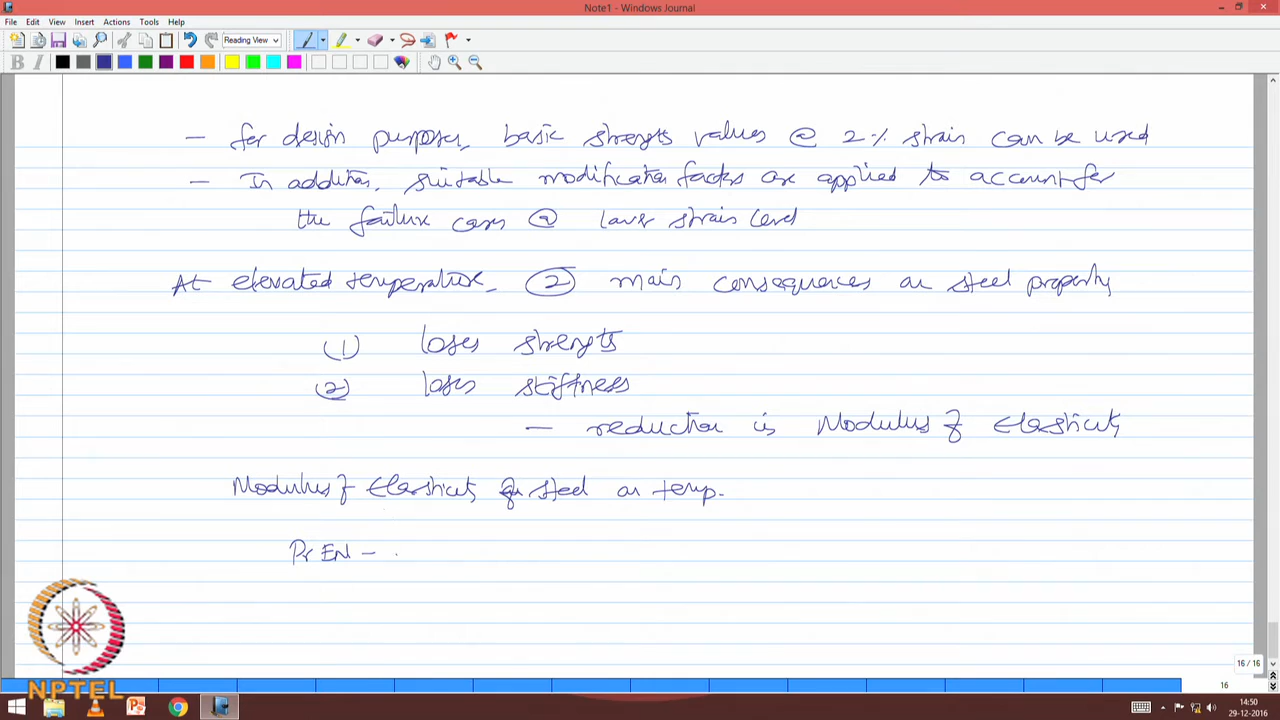 Note1 - Windows Journal
File Edit View Insert Actions Tools Help
Reading View
- for design purposes, basic strength values @ 2% strain can be used
- In addition, suitable modification factors are applied to account for
the failure cases @ lower strain level
At elevated temperature, (2) main consequences on steel property
(1) loses strength
(2) loses stiffness
- reduction is Modulus of Elasticity
Modulus of Elasticity for steel on temp.
Pr EN -
16 / 16
16
NPTEL
14:50
29-12-2016